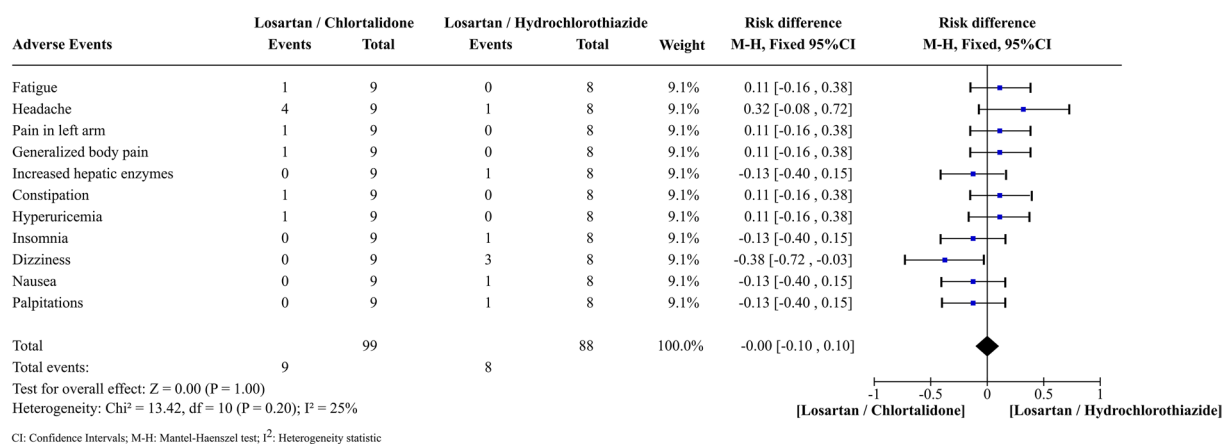 Losartan / Chlortalidone Losartan / Hydrochlorothiazide Risk difference Risk difference
Adverse Events Events Total Events Total Weight M-H, Fixed 95%CI M-H, Fixed, 95%CI
Fatigue 1 9 0 8 9.1% 0.11 [-0.16 , 0.38]
Headache 4 9 1 8 9.1% 0.32 [-0.08 , 0.72]
Pain in left arm 1 9 0 8 9.1% 0.11 [-0.16 , 0.38]
Generalized body pain 1 9 0 8 9.1% 0.11 [-0.16 , 0.38]
Increased hepatic enzymes 0 9 1 8 9.1% -0.13 [-0.40 , 0.15]
Constipation 1 9 0 8 9.1% 0.11 [-0.16 , 0.38]
Hyperuricemia 1 9 0 8 9.1% 0.11 [-0.16 , 0.38]
Insomnia 0 9 1 8 9.1% -0.13 [-0.40 , 0.15]
Dizziness 0 9 3 8 9.1% -0.38 [-0.72 , -0.03]
Nausea 0 9 1 8 9.1% -0.13 [-0.40 , 0.15]
Palpitations 0 9 1 8 9.1% -0.13 [-0.40 , 0.15]
Total 99 88 100.0% -0.00 [-0.10 , 0.10]
Total events: 9 8
Test for overall effect: Z = 0.00 (P = 1.00)
Heterogeneity: Chi² = 13.42, df = 10 (P = 0.20); I² = 25%
-1 -0.5 0 0.5 1
[Losartan / Chlortalidone] [Losartan / Hydrochlorothiazide]
CI: Confidence Intervals; M-H: Mantel-Haenszel test; I²: Heterogeneity statistic